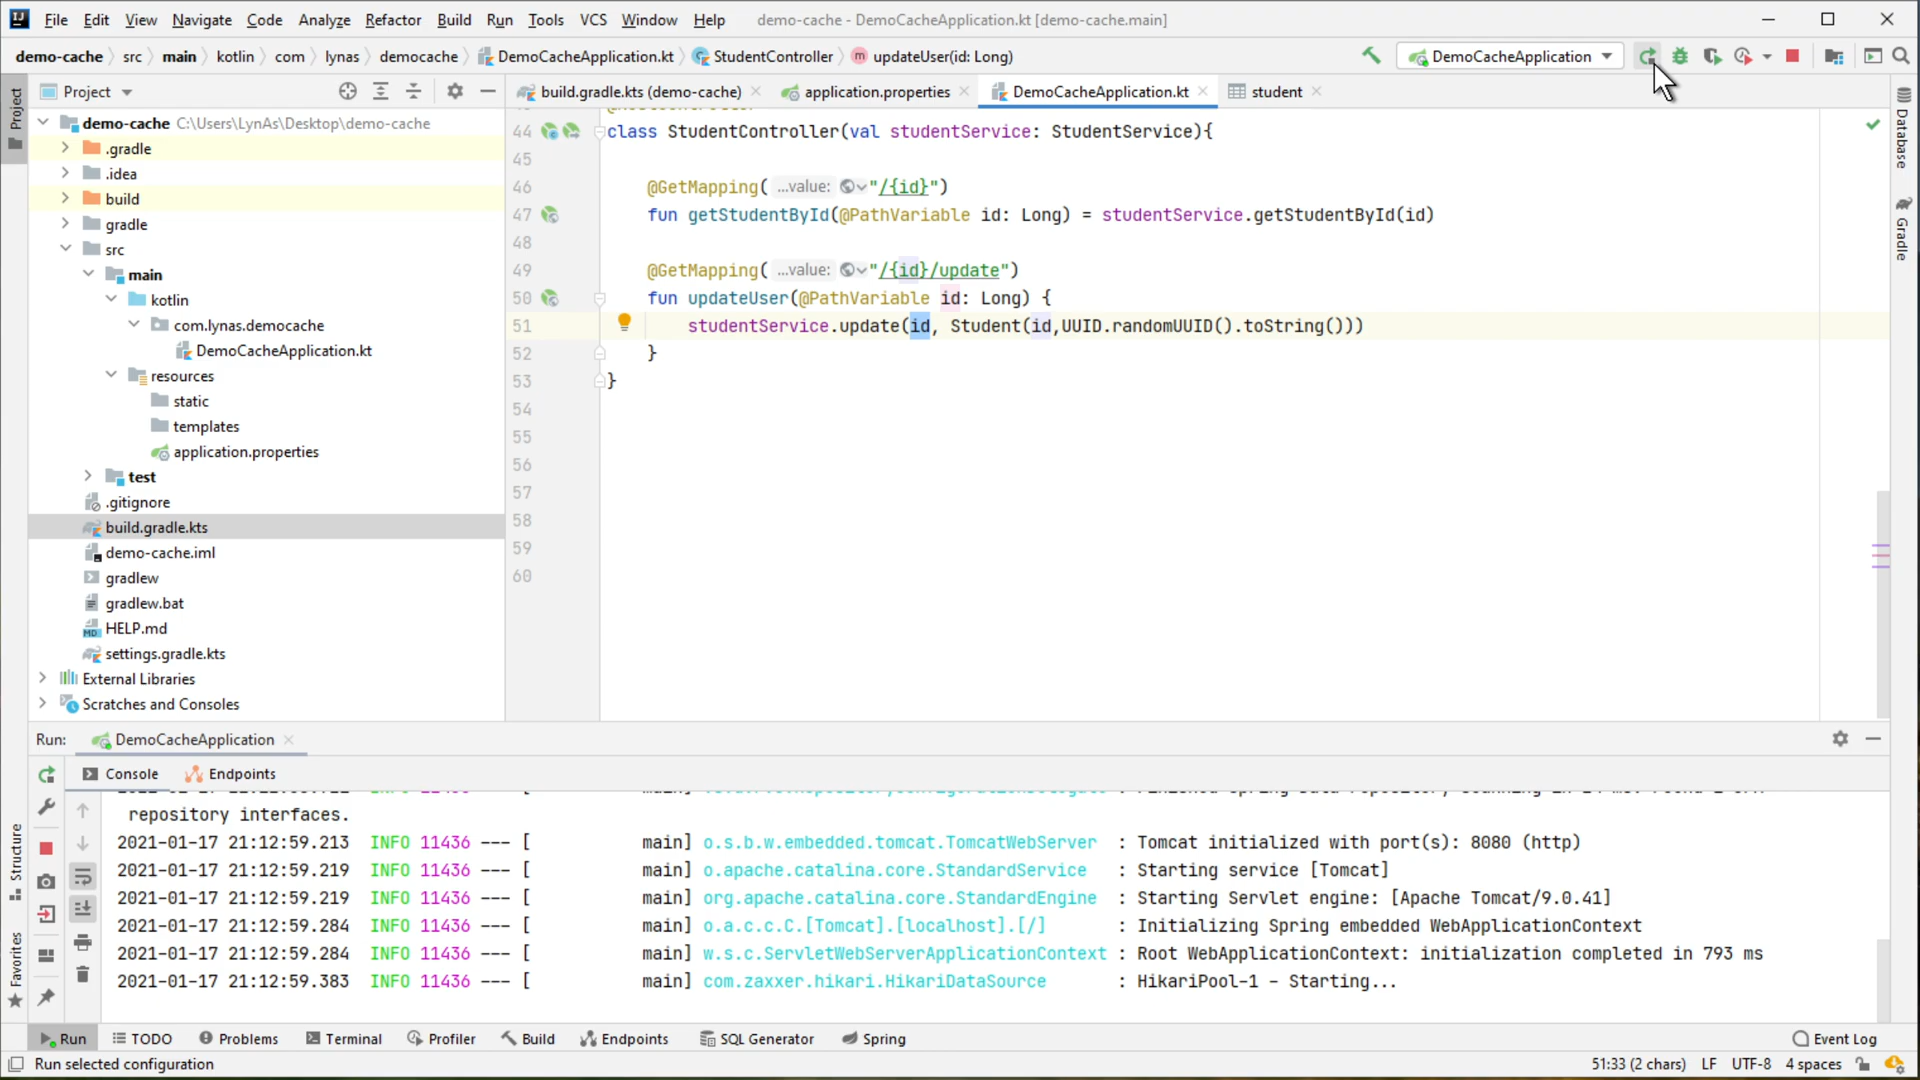 File Edit View Navigate Code Analyze Refactor Build Run Tools VCS Window Help demo-cache - DemoCacheApplication.kt [demo-cache.main]
demo-cache src main kotlin com lynas democache DemoCacheApplication.kt StudentController updateUser(id: Long) DemoCacheApplication
Project
build.gradle.kts (demo-cache) application.properties DemoCacheApplication.kt student
Project
demo-cache C:\Users\LynAs\Desktop\demo-cache
.gradle
.idea
build
gradle
src
main
kotlin
com.lynas.democache
DemoCacheApplication.kt
resources
static
templates
application.properties
test
.gitignore
build.gradle.kts
demo-cache.iml
gradlew
gradlew.bat
HELP.md
settings.gradle.kts
External Libraries
Scratches and Consoles
44 class StudentController(val studentService: StudentService){
45
46 @GetMapping( ...value: "/{id}")
47 fun getStudentById(@PathVariable id: Long) = studentService.getStudentById(id)
48
49 @GetMapping( ...value: "/{id}/update")
50 fun updateUser(@PathVariable id: Long) {
51 studentService.update(id, Student(id,UUID.randomUUID().toString()))
52 }
53 }
54
55
56
57
58
59
60
Database
Gradle
Run: DemoCacheApplication
Console Endpoints
repository interfaces.
2021-01-17 21:12:59.213 INFO 11436 --- [ main] o.s.b.w.embedded.tomcat.TomcatWebServer : Tomcat initialized with port(s): 8080 (http)
2021-01-17 21:12:59.219 INFO 11436 --- [ main] o.apache.catalina.core.StandardService : Starting service [Tomcat]
2021-01-17 21:12:59.219 INFO 11436 --- [ main] org.apache.catalina.core.StandardEngine : Starting Servlet engine: [Apache Tomcat/9.0.41]
2021-01-17 21:12:59.284 INFO 11436 --- [ main] o.a.c.c.C.[Tomcat].[localhost].[/] : Initializing Spring embedded WebApplicationContext
2021-01-17 21:12:59.284 INFO 11436 --- [ main] w.s.c.ServletWebServerApplicationContext : Root WebApplicationContext: initialization completed in 793 ms
2021-01-17 21:12:59.383 INFO 11436 --- [ main] com.zaxxer.hikari.HikariDataSource : HikariPool-1 - Starting...
Structure
Favorites
Run TODO Problems Terminal Profiler Build Endpoints SQL Generator Spring Event Log
Run selected configuration 51:33 (2 chars) LF UTF-8 4 spaces